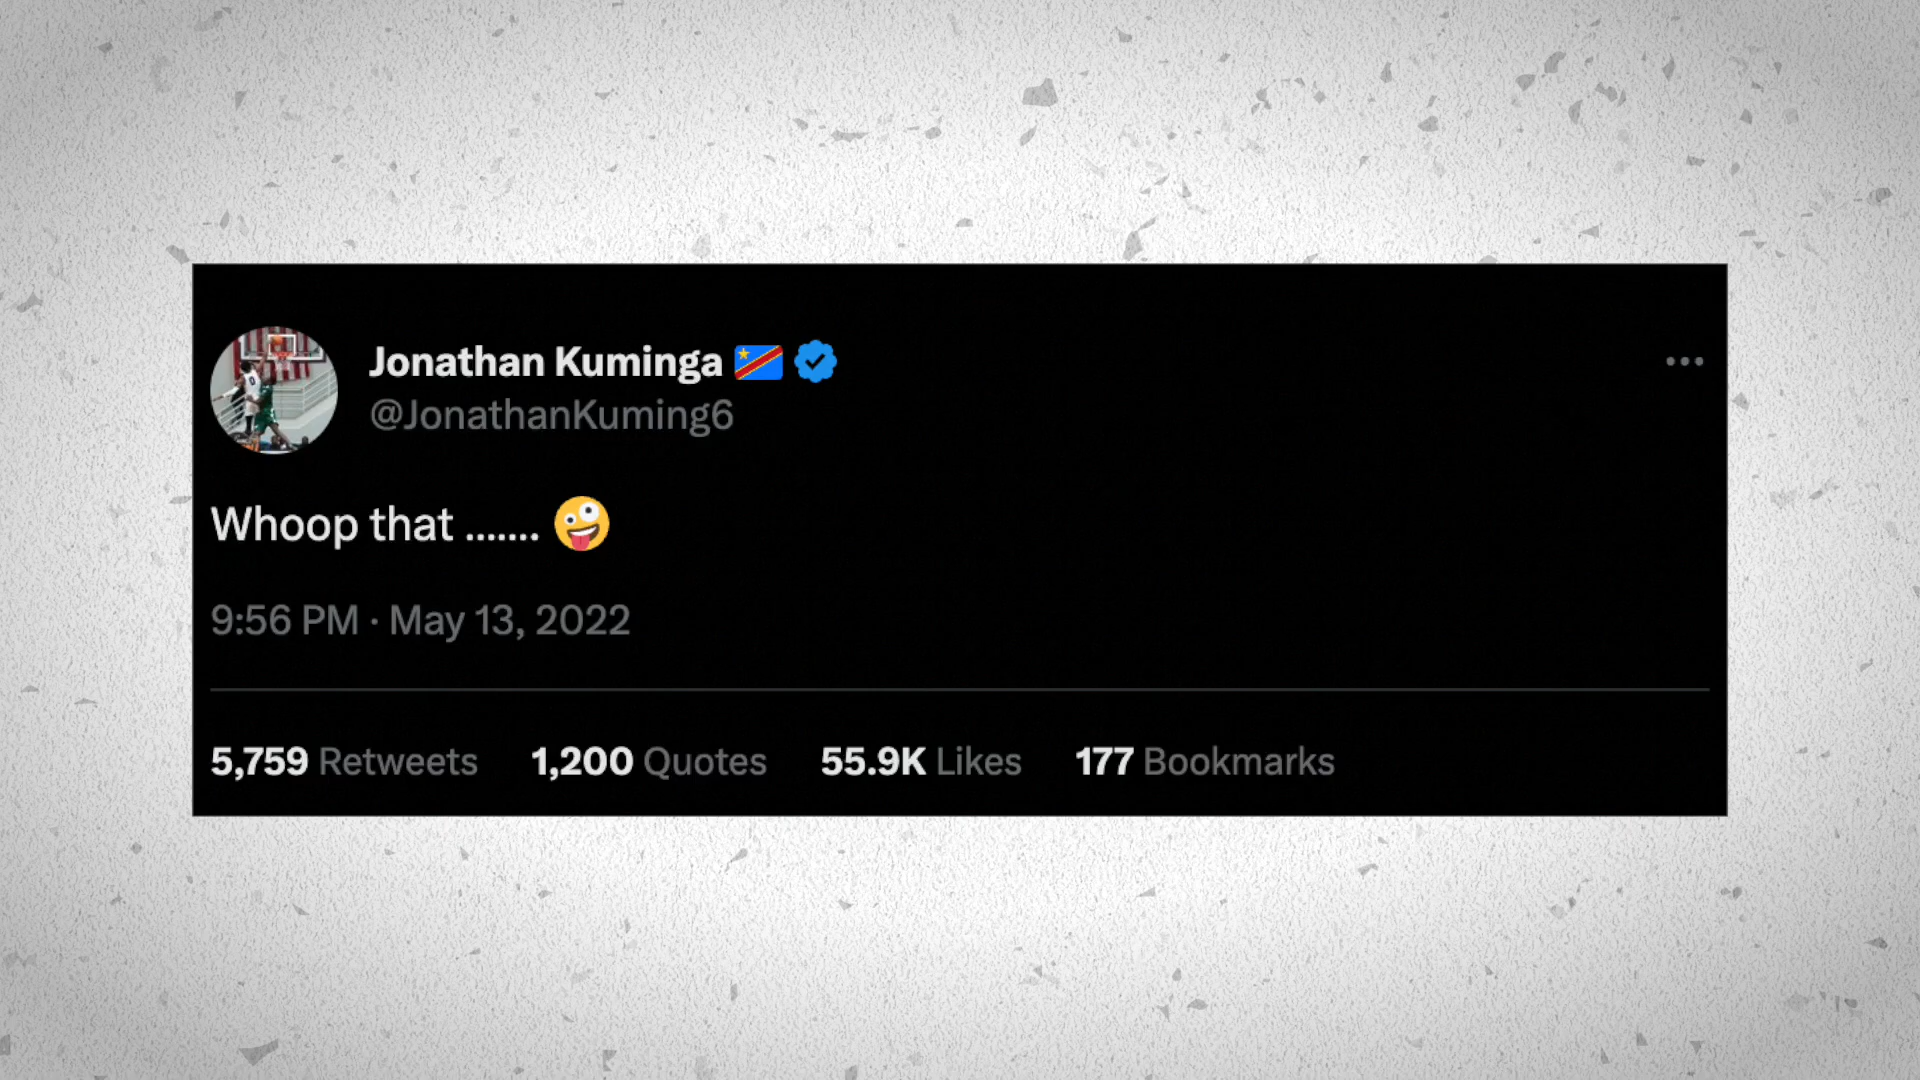 Jonathan Kuminga 🇨🇩
@JonathanKuming6
Whoop that ....... 🤪
9:56 PM · May 13, 2022
5,759 Retweets 1,200 Quotes 55.9K Likes 177 Bookmarks